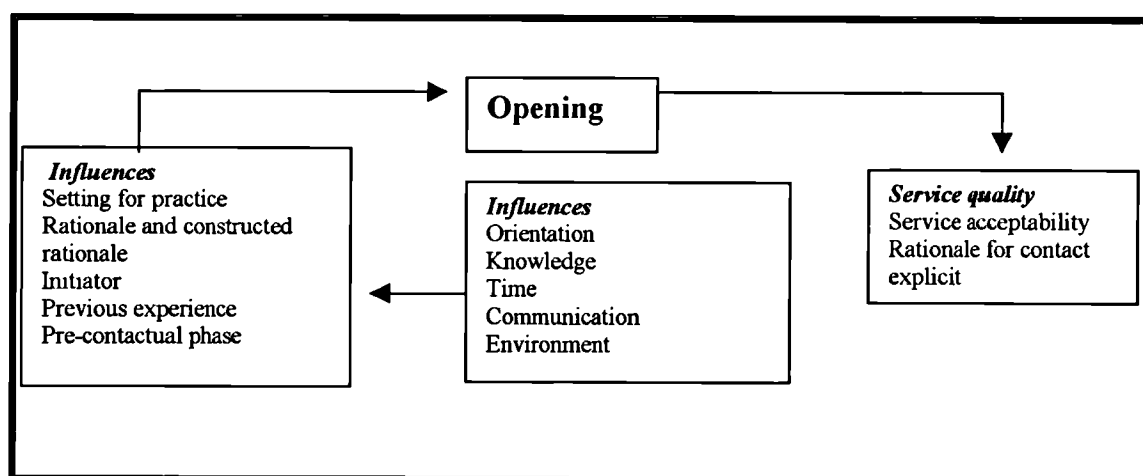 Opening
Influences
Setting for practice
Rationale and constructed
rationale
Initiator
Previous experience
Pre-contactual phase
Influences
Orientation
Knowledge
Time
Communication
Environment
Service quality
Service acceptability
Rationale for contact
explicit